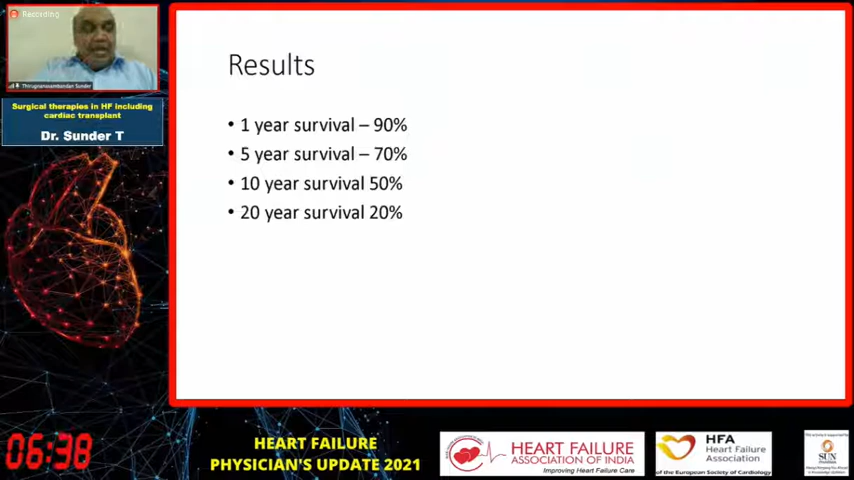 Recording
Thirugnanasambandan Sunder
Surgical therapies in HF including
cardiac transplant
Dr. Sunder T
Results
• 1 year survival – 90%
• 5 year survival – 70%
• 10 year survival 50%
• 20 year survival 20%
06:38
HEART FAILURE
PHYSICIAN'S UPDATE 2021
HEART FAILURE
ASSOCIATION OF INDIA
Improving Heart Failure Care
HFA
Heart Failure
Association
of the European Society of Cardiology
SUN